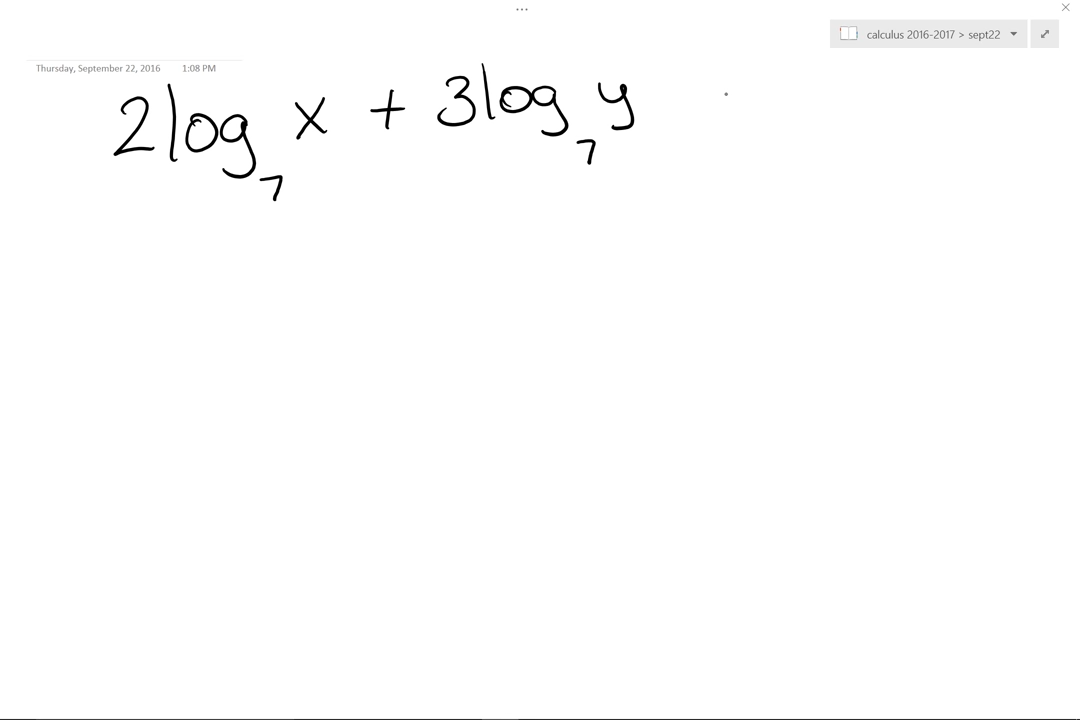 ...
calculus 2016-2017 > sept22
Thursday, September 22, 2016 1:08 PM
2log₇ x + 3log₇ y